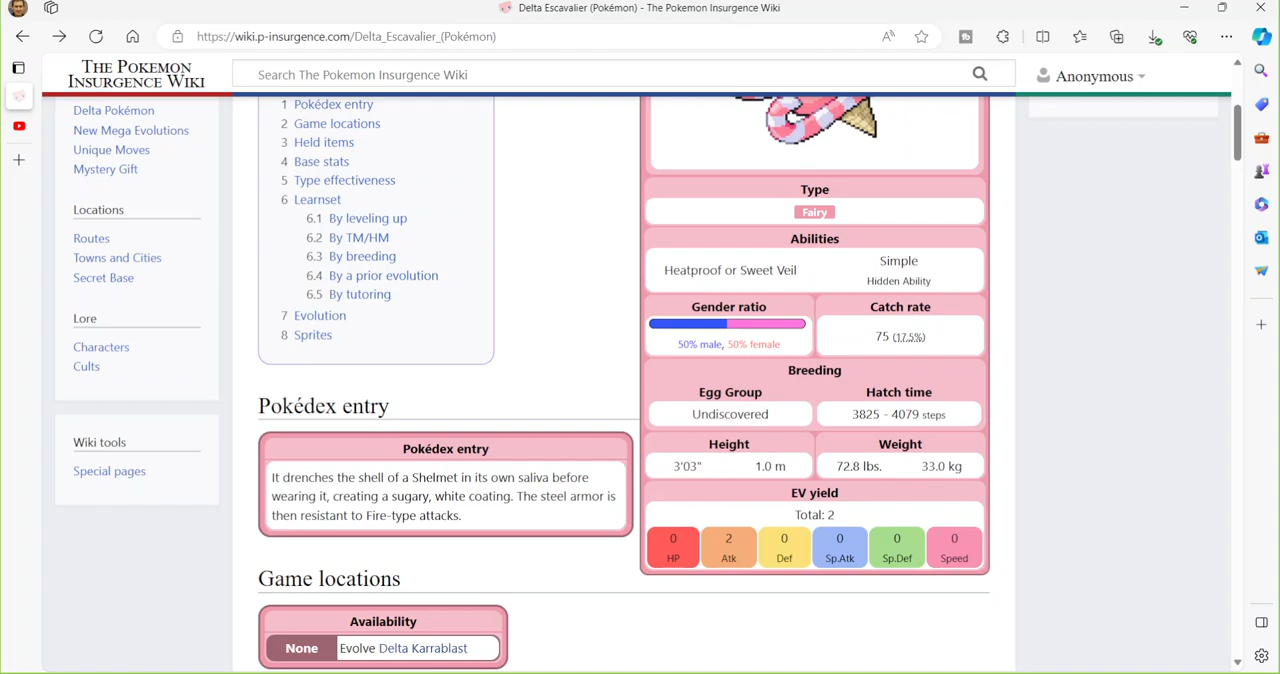 Delta Escavalier (Pokémon) - The Pokemon Insurgence Wiki
https://wiki.p-insurgence.com/Delta_Escavalier_(Pokémon)
THE POKEMON
INSURGENCE WIKI
Search The Pokemon Insurgence Wiki
Anonymous
Delta Pokémon
New Mega Evolutions
Unique Moves
Mystery Gift
Locations
Routes
Towns and Cities
Secret Base
Lore
Characters
Cults
Wiki tools
Special pages
1 Pokédex entry
2 Game locations
3 Held items
4 Base stats
5 Type effectiveness
6 Learnset
6.1 By leveling up
6.2 By TM/HM
6.3 By breeding
6.4 By a prior evolution
6.5 By tutoring
7 Evolution
8 Sprites
Pokédex entry
Pokédex entry
It drenches the shell of a Shelmet in its own saliva before
wearing it, creating a sugary, white coating. The steel armor is
then resistant to Fire-type attacks.
Game locations
Availability
None Evolve Delta Karrablast
Type
Fairy
Abilities
Heatproof or Sweet Veil
Simple
Hidden Ability
Gender ratio
50% male, 50% female
Catch rate
75 (17.5%)
Breeding
Egg Group
Undiscovered
Hatch time
3825 - 4079 steps
Height
3'03" 1.0 m
Weight
72.8 lbs. 33.0 kg
EV yield
Total: 2
0 2 0 0 0 0
HP Atk Def Sp.Atk Sp.Def Speed